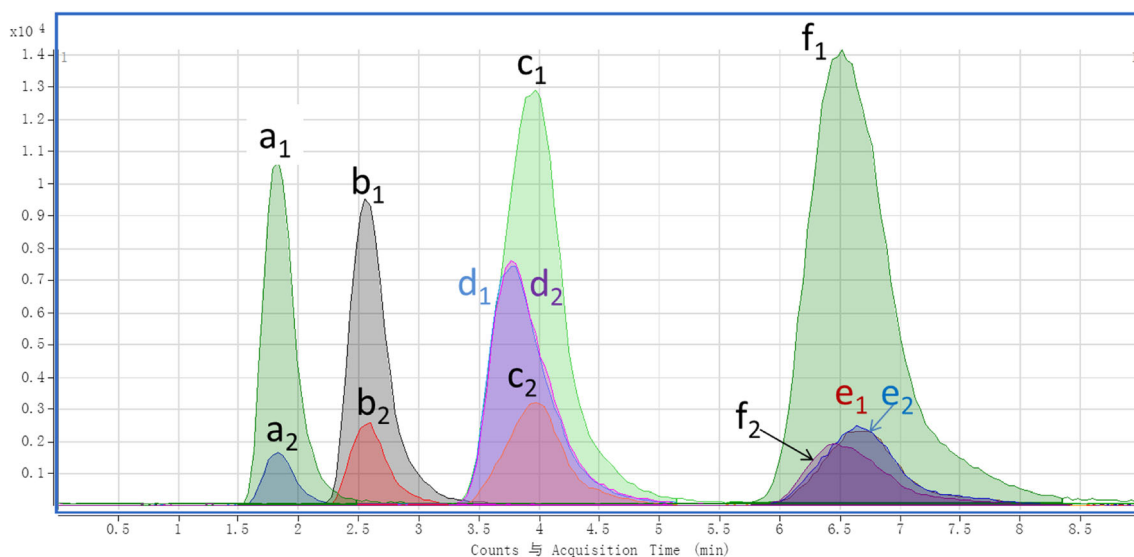 x10 ⁴
f₁
1.4
1
c₁
1.3
1.2
a₁
1.1
1
b₁
0.9
0.8
0.7
d₁ d₂
0.6
0.5
0.4
c₂
e₁ e₂
0.3
b₂
f₂
a₂
0.2
0.1
0.5 1 1.5 2 2.5 3 3.5 4 4.5 5 5.5 6 6.5 7 7.5 8 8.5
Counts 与 Acquisition Time (min)